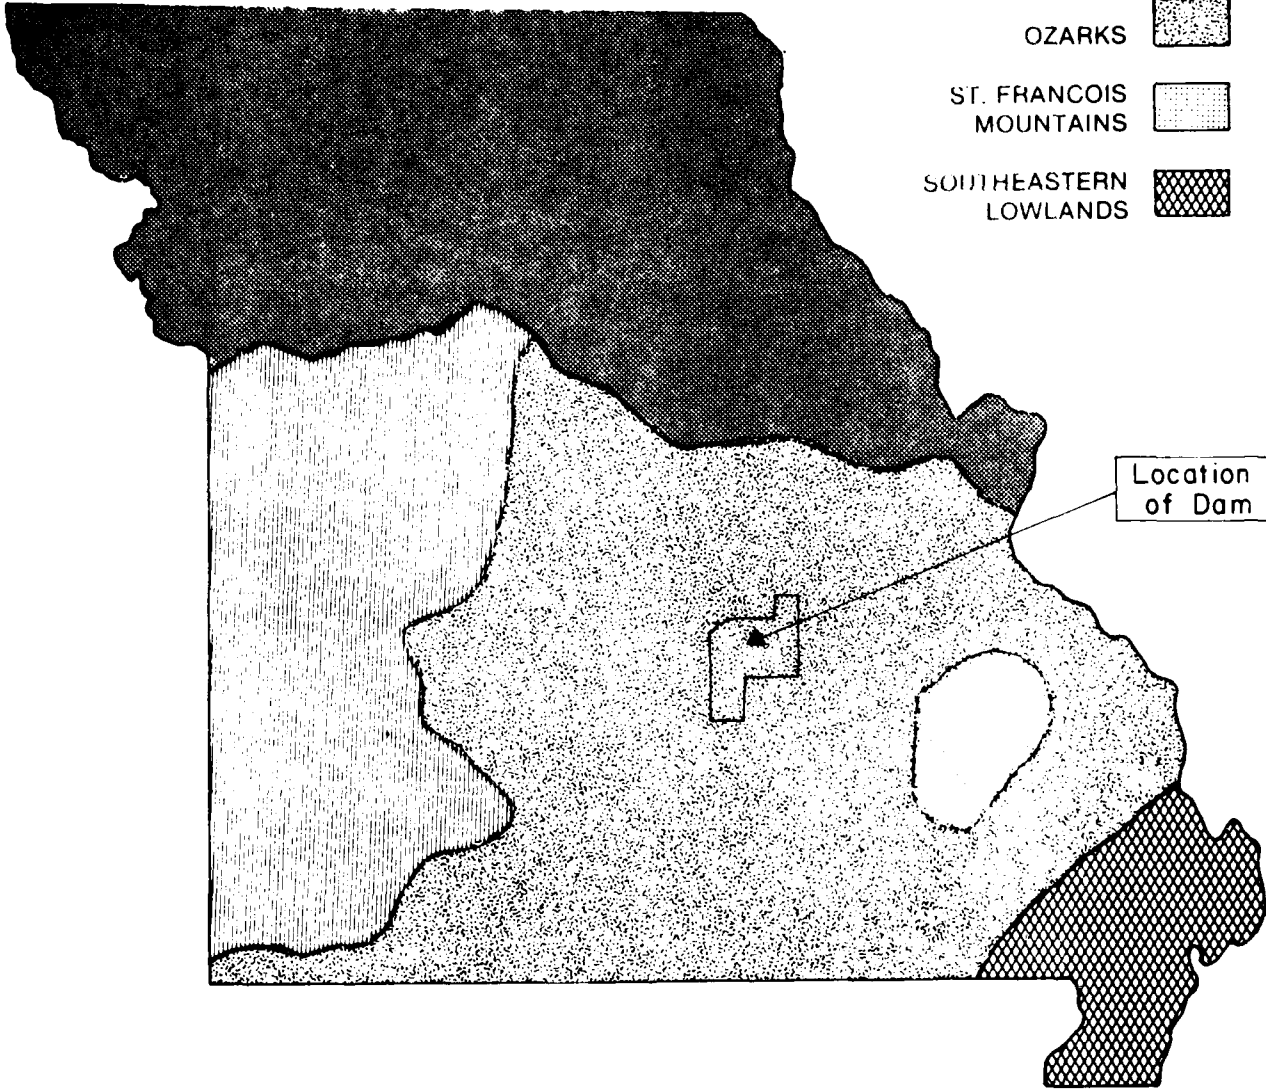 OZARKS
ST. FRANCOIS
MOUNTAINS
SOUTHEASTERN
LOWLANDS
Location
of Dam